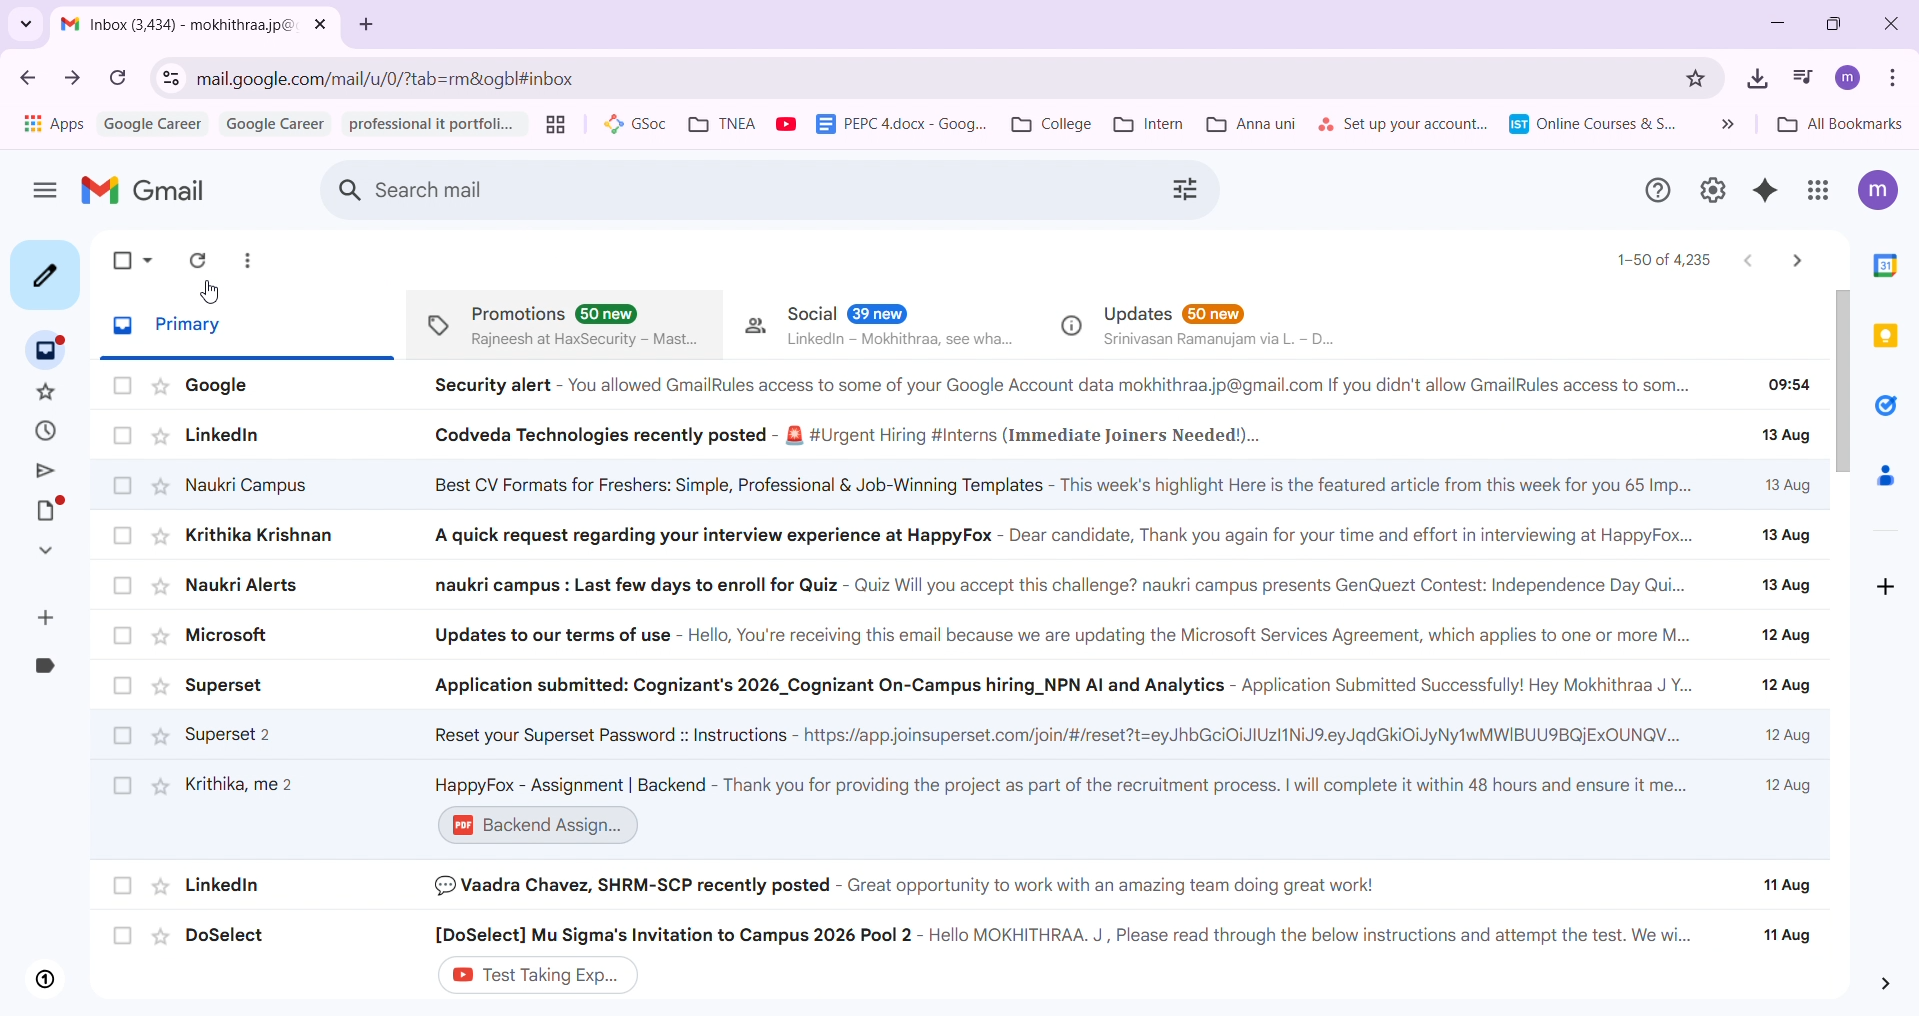 Inbox (3,434) - mokhithraa.jp@
mail.google.com/mail/u/0/?tab=rm&ogbl#inbox
m
Apps Google Career Google Career professional it portfoli... GSoc TNEA PEPC 4.docx - Goog... College Intern Anna uni Set up your account... IST Online Courses & S... » All Bookmarks
Gmail Search mail m
1–50 of 4,235
31
Primary
Promotions 50 new
Rajneesh at HaxSecurity – Mast...
Social 39 new
LinkedIn – Mokhithraa, see wha...
Updates 50 new
Srinivasan Ramanujam via L. – D...
Google Security alert - You allowed GmailRules access to some of your Google Account data mokhithraa.jp@gmail.com If you didn't allow GmailRules access to som... 09:54
LinkedIn Codveda Technologies recently posted - 🚨 #Urgent Hiring #Interns (𝐈𝐦𝐦𝐞𝐝𝐢𝐚𝐭𝐞 𝐉𝐨𝐢𝐧𝐞𝐫𝐬 𝐍𝐞𝐞𝐝𝐞𝐝!)... 13 Aug
Naukri Campus Best CV Formats for Freshers: Simple, Professional & Job-Winning Templates - This week's highlight Here is the featured article from this week for you 65 Imp... 13 Aug
Krithika Krishnan A quick request regarding your interview experience at HappyFox - Dear candidate, Thank you again for your time and effort in interviewing at HappyFox... 13 Aug
Naukri Alerts naukri campus : Last few days to enroll for Quiz - Quiz Will you accept this challenge? naukri campus presents GenQuezt Contest: Independence Day Qui... 13 Aug
Microsoft Updates to our terms of use - Hello, You're receiving this email because we are updating the Microsoft Services Agreement, which applies to one or more M... 12 Aug
Superset Application submitted: Cognizant's 2026_Cognizant On-Campus hiring_NPN AI and Analytics - Application Submitted Successfully! Hey Mokhithraa J Y... 12 Aug
Superset 2 Reset your Superset Password :: Instructions - https://app.joinsuperset.com/join/#/reset?t=eyJhbGciOiJIUzI1NiJ9.eyJqdGkiOiJyNy1wMWlBUU9BQjExOUNQV... 12 Aug
Krithika, me 2 HappyFox - Assignment | Backend - Thank you for providing the project as part of the recruitment process. I will complete it within 48 hours and ensure it me... 12 Aug
PDF Backend Assign...
LinkedIn 💬 Vaadra Chavez, SHRM-SCP recently posted - Great opportunity to work with an amazing team doing great work! 11 Aug
DoSelect [DoSelect] Mu Sigma's Invitation to Campus 2026 Pool 2 - Hello MOKHITHRAA. J , Please read through the below instructions and attempt the test. We wi... 11 Aug
Test Taking Exp...
1